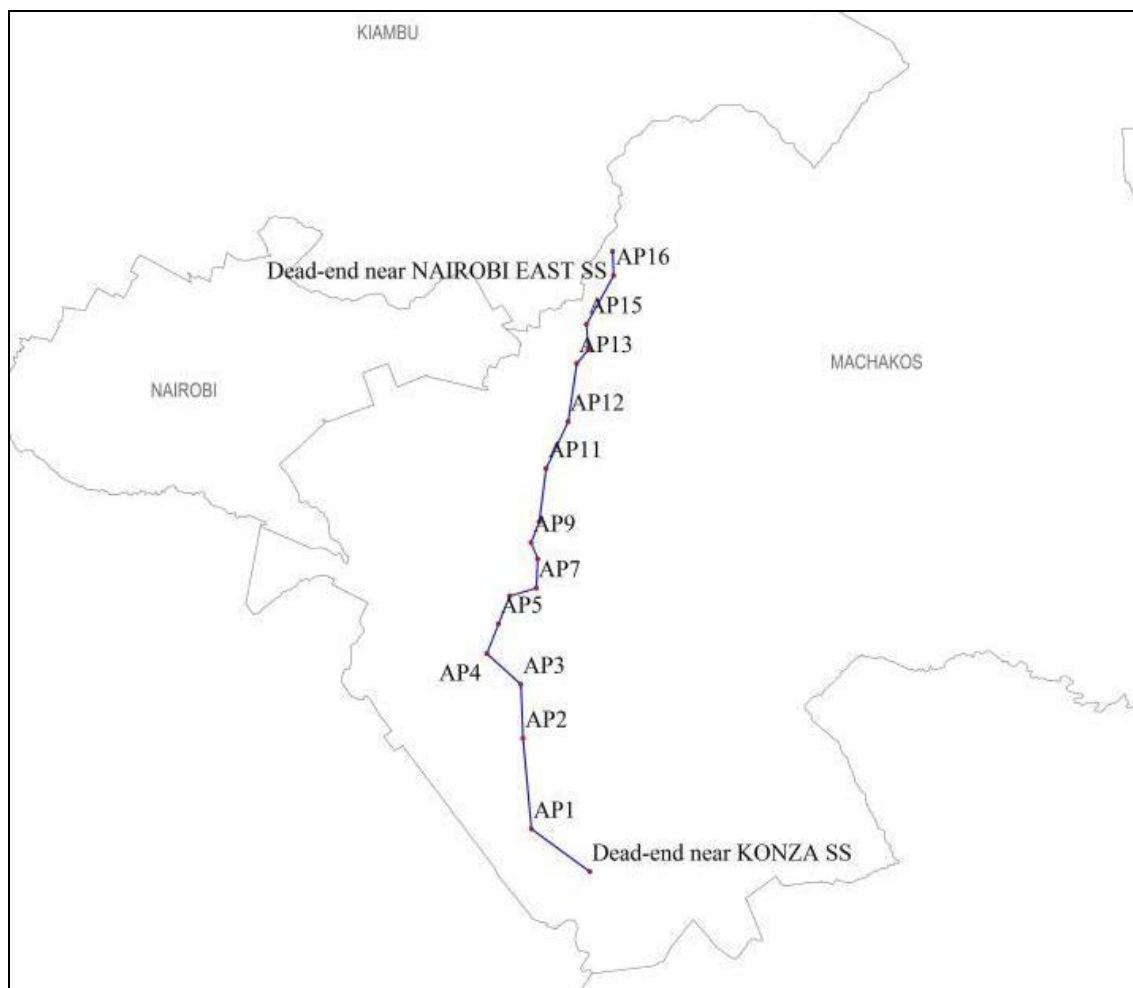 KIAMBU
AP16
Dead-end near NAIROBI EAST SS
AP15
AP13
MACHAKOS
NAIROBI
AP12
AP11
AP9
AP7
AP5
AP4
AP3
AP2
AP1
Dead-end near KONZA SS